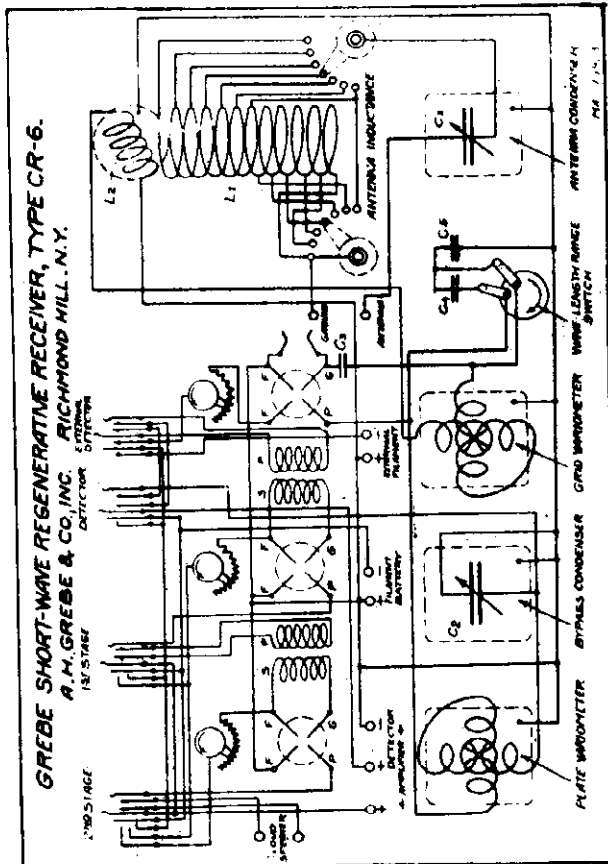 GREBE SHORT-WAVE REGENERATIVE RECEIVER, TYPE CR-6.
A.H. GREBE & CO., INC. RICHMOND HILL, N.Y.
2ND STAGE
1ST STAGE
DETECTOR
EXTERNAL
DETECTOR
L2
L1
ANTENNA INDUCTANCE
F
F
G
P
S
P
F
F
G
P
S
P
F
F
G
P
C3
GROUND
ANTENNA
LOUD
SPEAKER
+ AMPLIFIER +
DETECTOR
+
-
FILAMENT
BATTERY
+
-
EXTERNAL
FILAMENT
+
-
C2
C4
C5
C1
PLATE VARIOMETER
BYPASS CONDENSER
GRID VARIOMETER
WAVE LENGTH RANGE
SWITCH
ANTENNA CONDENSER